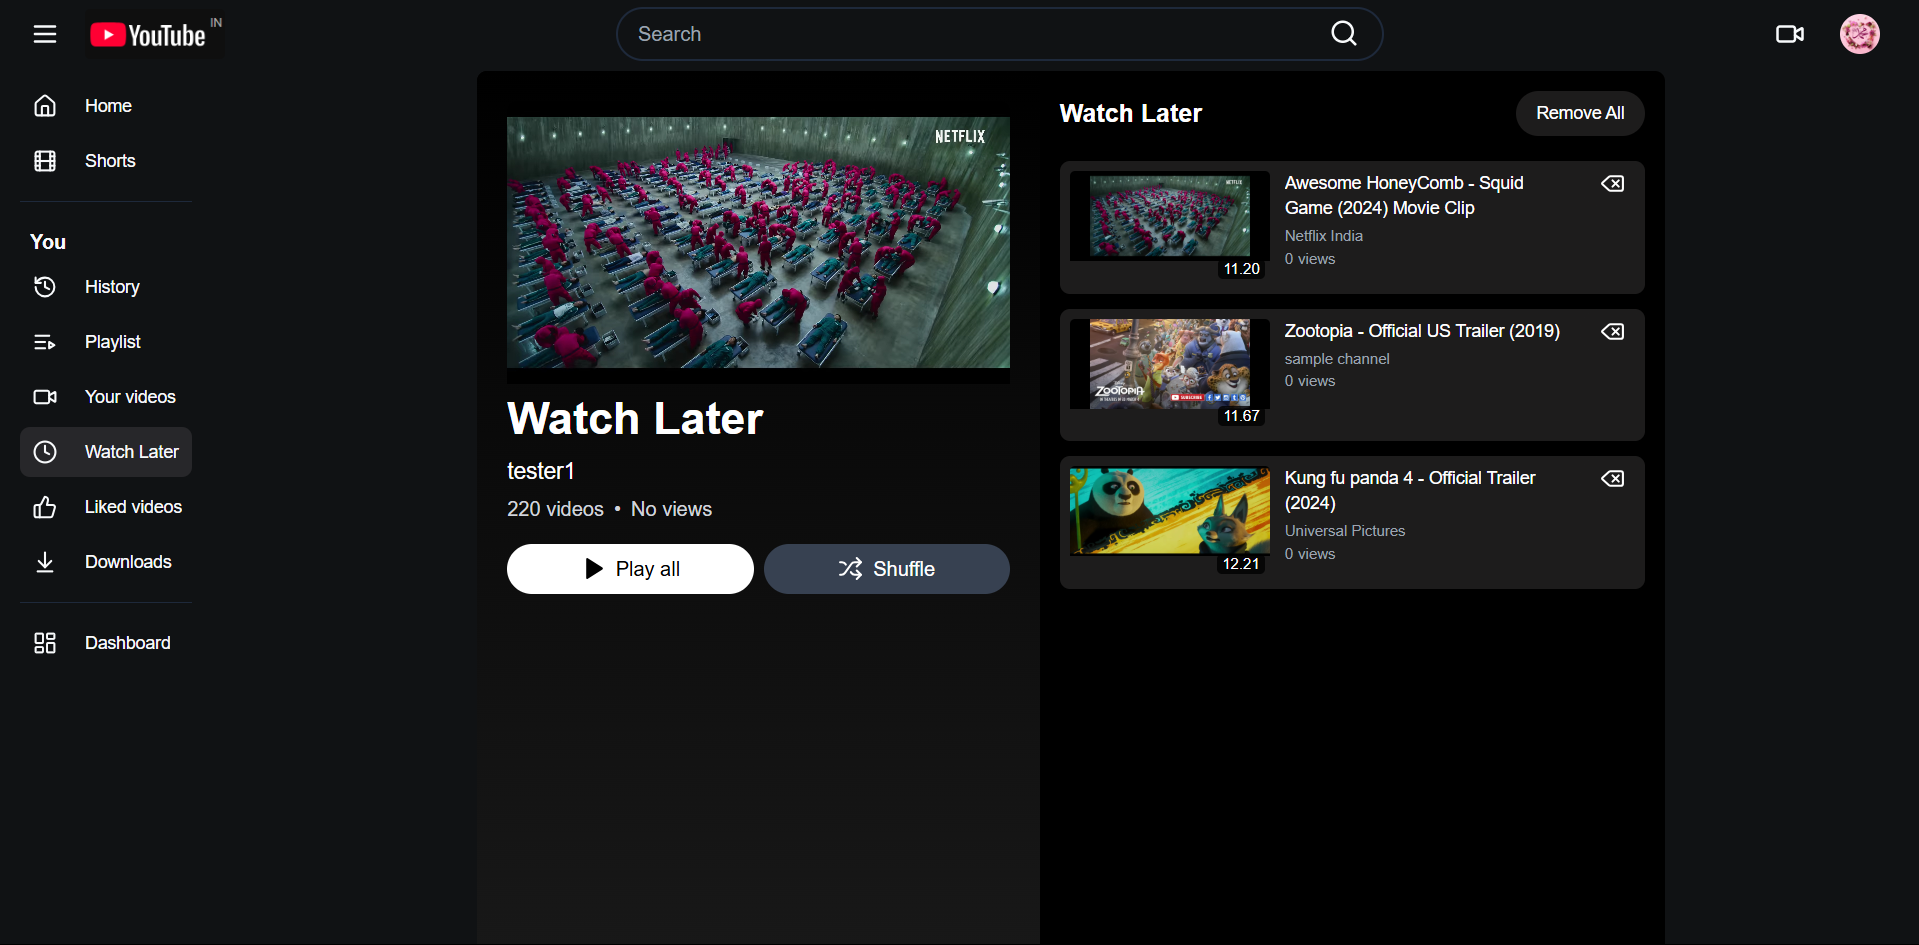 YouTube IN
Search
Home
Shorts
You
History
Playlist
Your videos
Watch Later
Liked videos
Downloads
Dashboard
NETFLIX
Watch Later
tester1
220 videos • No views
Play all
Shuffle
Watch Later
Remove All
NETFLIX
11.20
Awesome HoneyComb - Squid
Game (2024) Movie Clip
Netflix India
0 views
ZOOTOPIA
SUBSCRIBE
11.67
Zootopia - Official US Trailer (2019)
sample channel
0 views
12.21
Kung fu panda 4 - Official Trailer
(2024)
Universal Pictures
0 views